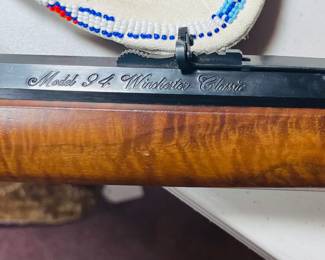 Model 94 Winchester Classic